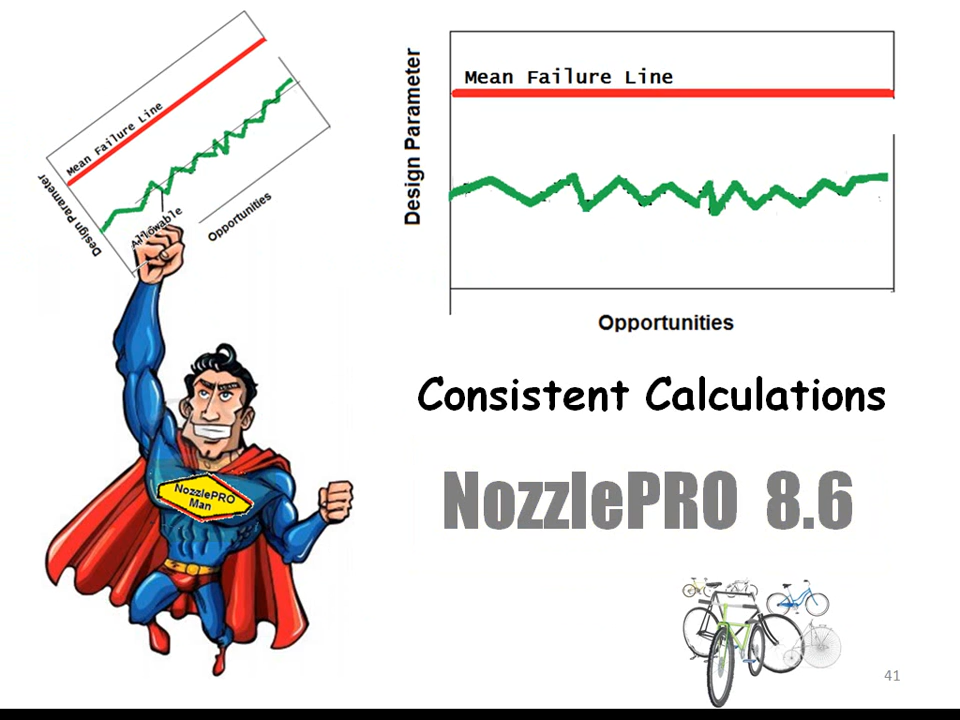 Mean Failure Line
Design Parameter
Allowable
Opportunities
Mean Failure Line
Design Parameter
Opportunities
Consistent Calculations
NozzlePRO 8.6
NozzlePRO
Man
41